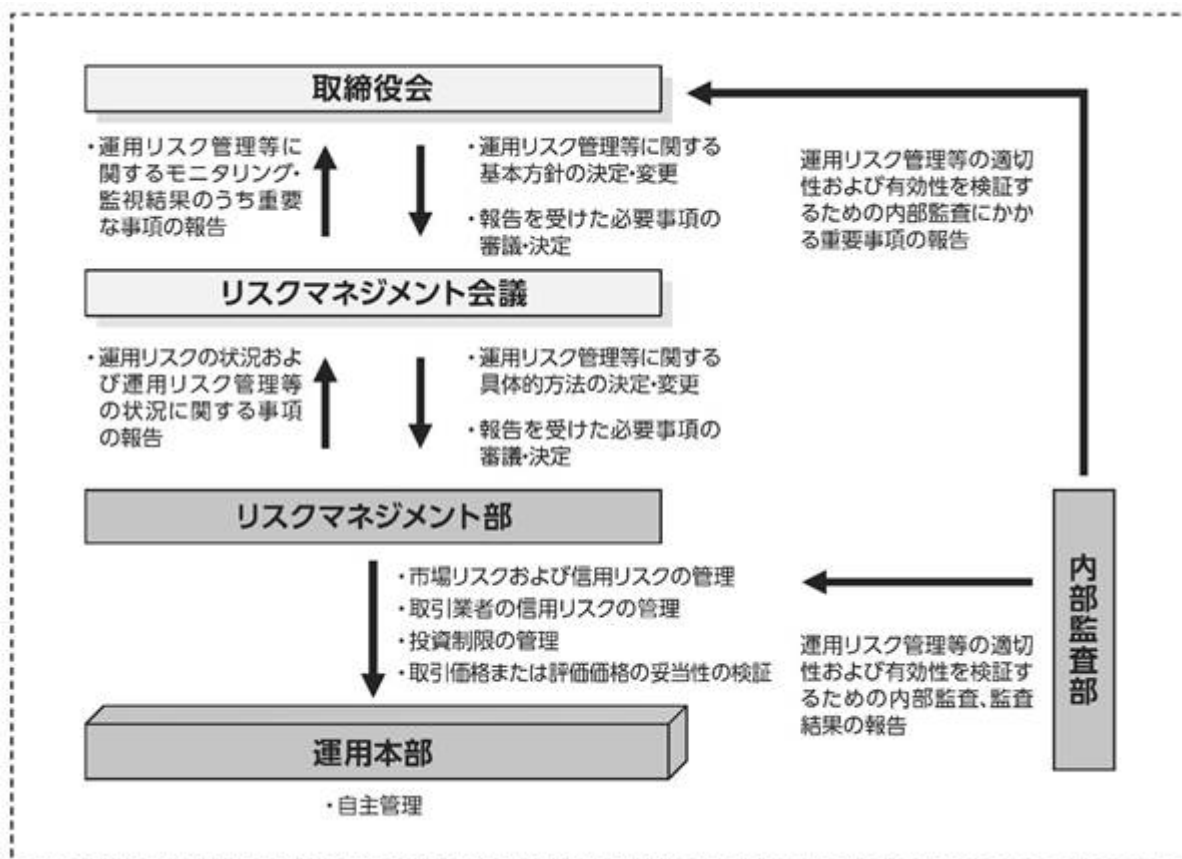 取締役会
・運用リスク管理等に
関するモニタリング・
監視結果のうち重要
な事項の報告
・運用リスク管理等に関する
基本方針の決定・変更
・報告を受けた必要事項の
審議・決定
運用リスク管理等の適切
性および有効性を検証す
るための内部監査にかか
る重要事項の報告
リスクマネジメント会議
・運用リスクの状況およ
び運用リスク管理等
の状況に関する事項
の報告
・運用リスク管理等に関する
具体的方法の決定・変更
・報告を受けた必要事項の
審議・決定
リスクマネジメント部
・市場リスクおよび信用リスクの管理
・取引業者の信用リスクの管理
・投資制限の管理
・取引価格または評価価格の妥当性の検証
運用リスク管理等の適切
性および有効性を検証す
るための内部監査、監査
結果の報告
内部監査部
運用本部
・自主管理